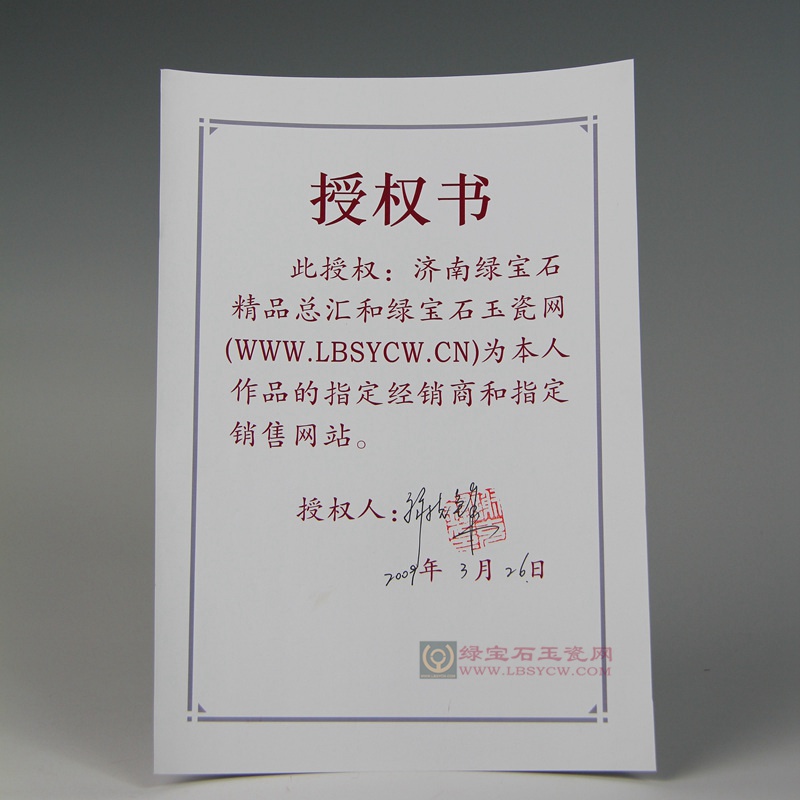 授权书
此授权：济南绿宝石
精品总汇和绿宝石玉瓷网
(WWW.LBSYCW.CN)为本人
作品的指定经销商和指定
销售网站。
授权人：
2009年 3月 26日
绿宝石玉瓷网
WWW.LBSYCW.COM